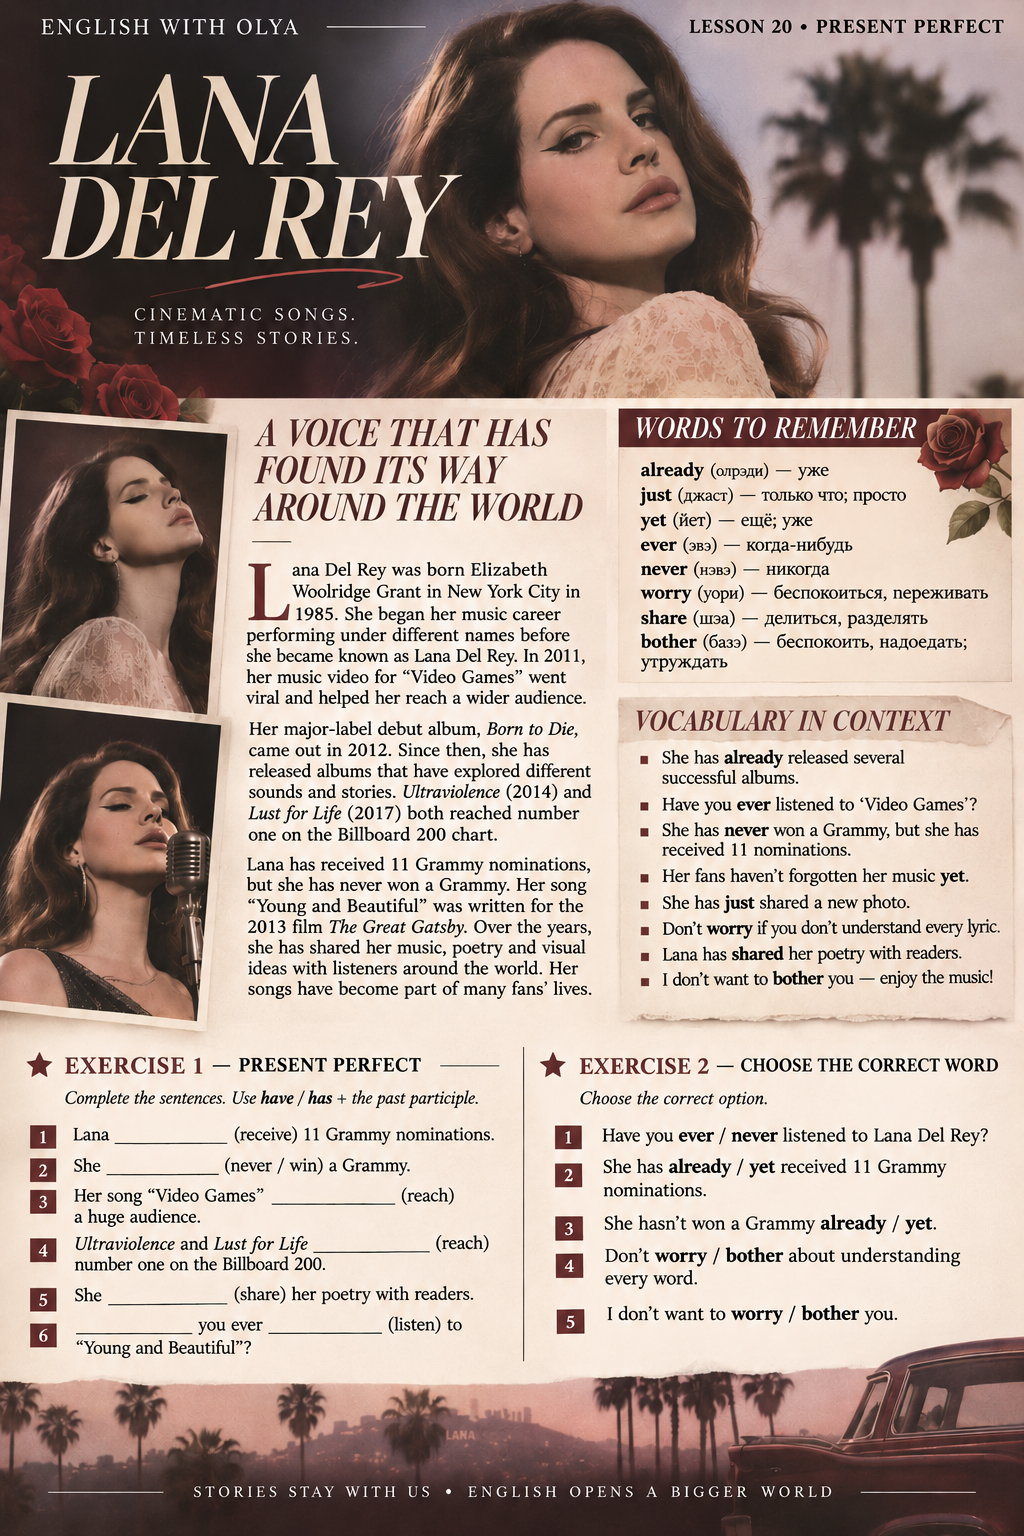 ENGLISH WITH OLYA
LESSON 20 • PRESENT PERFECT
LANA
DEL REY
CINEMATIC SONGS.
TIMELESS STORIES.
A VOICE THAT HAS
FOUND ITS WAY
AROUND THE WORLD
Lana Del Rey was born Elizabeth
Woolridge Grant in New York City in
1985. She began her music career
performing under different names before
she became known as Lana Del Rey. In 2011,
her music video for “Video Games” went
viral and helped her reach a wider audience.
Her major-label debut album, Born to Die,
came out in 2012. Since then, she has
released albums that have explored different
sounds and stories. Ultraviolence (2014) and
Lust for Life (2017) both reached number
one on the Billboard 200 chart.
Lana has received 11 Grammy nominations,
but she has never won a Grammy. Her song
“Young and Beautiful” was written for the
2013 film The Great Gatsby. Over the years,
she has shared her music, poetry and visual
ideas with listeners around the world. Her
songs have become part of many fans’ lives.
WORDS TO REMEMBER
already (олрэди) — уже
just (джаст) — только что; просто
yet (йет) — ещё; уже
ever (эвэ) — когда-нибудь
never (нэвэ) — никогда
worry (уори) — беспокоиться, переживать
share (шэа) — делиться, разделять
bother (базэ) — беспокоить, надоедать;
утруждать
VOCABULARY IN CONTEXT
■ She has already released several
successful albums.
■ Have you ever listened to ‘Video Games’?
■ She has never won a Grammy, but she has
received 11 nominations.
■ Her fans haven’t forgotten her music yet.
■ She has just shared a new photo.
■ Don’t worry if you don’t understand every lyric.
■ Lana has shared her poetry with readers.
■ I don’t want to bother you — enjoy the music!
★ EXERCISE 1 — PRESENT PERFECT
Complete the sentences. Use have / has + the past participle.
1 Lana ____________ (receive) 11 Grammy nominations.
2 She ____________ (never / win) a Grammy.
3 Her song “Video Games” ____________ (reach)
a huge audience.
4 Ultraviolence and Lust for Life ____________ (reach)
number one on the Billboard 200.
5 She ____________ (share) her poetry with readers.
6 ____________ you ever ____________ (listen) to
“Young and Beautiful”?
★ EXERCISE 2 — CHOOSE THE CORRECT WORD
Choose the correct option.
1 Have you ever / never listened to Lana Del Rey?
2 She has already / yet received 11 Grammy
nominations.
3 She hasn’t won a Grammy already / yet.
4 Don’t worry / bother about understanding
every word.
5 I don’t want to worry / bother you.
LANA
STORIES STAY WITH US • ENGLISH OPENS A BIGGER WORLD